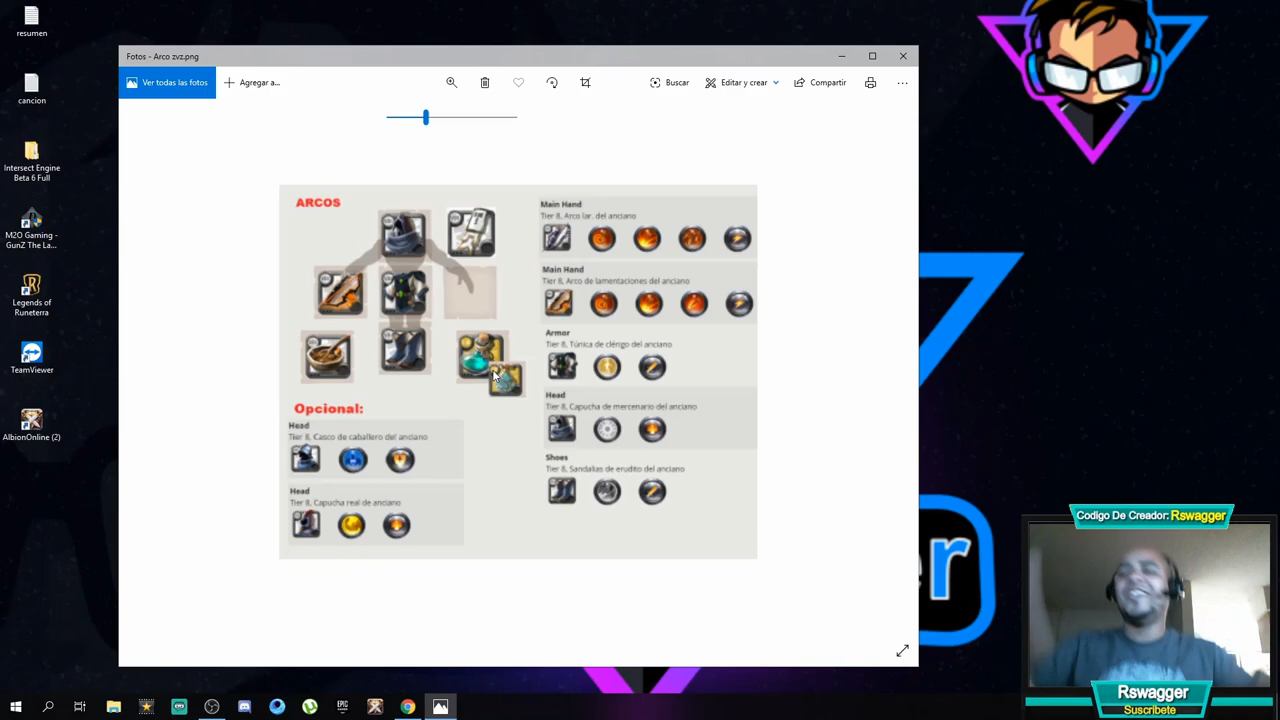 resumen
cancion
Intersect Engine
Beta 6 Full
M2O Gaming -
GunZ The La...
Legends of
Runeterra
TeamViewer
AlbionOnline (2)
Fotos - Arco zvz.png
Ver todas las fotos
Agregar a...
Buscar
Editar y crear
Compartir
ARCOS
Opcional:
Head
Tier 8, Casco de caballero del anciano
Head
Tier 8, Capucha real de anciano
Main Hand
Tier 8, Arco lar. del anciano
Main Hand
Tier 8, Arco de lamentaciones del anciano
Armor
Tier 8, Túnica de clérigo del anciano
Head
Tier 8, Capucha de mercenario del anciano
Shoes
Tier 8, Sandalias de erudito del anciano
er
Codigo De Creador: Rswagger
Rswagger
Suscribete
EPIC